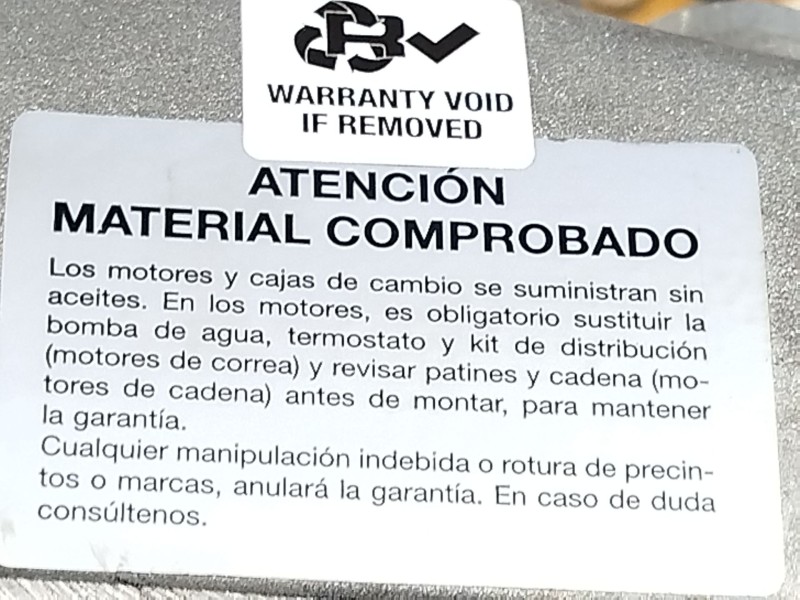 WARRANTY VOID
IF REMOVED
ATENCIÓN
MATERIAL COMPROBADO
Los motores y cajas de cambio se suministran sin
aceites. En los motores, es obligatorio sustituir la
bomba de agua, termostato y kit de distribución
(motores de correa) y revisar patines y cadena (mo-
tores de cadena) antes de montar, para mantener
la garantía.
Cualquier manipulación indebida o rotura de precin-
tos o marcas, anulará la garantía. En caso de duda
consúltenos.